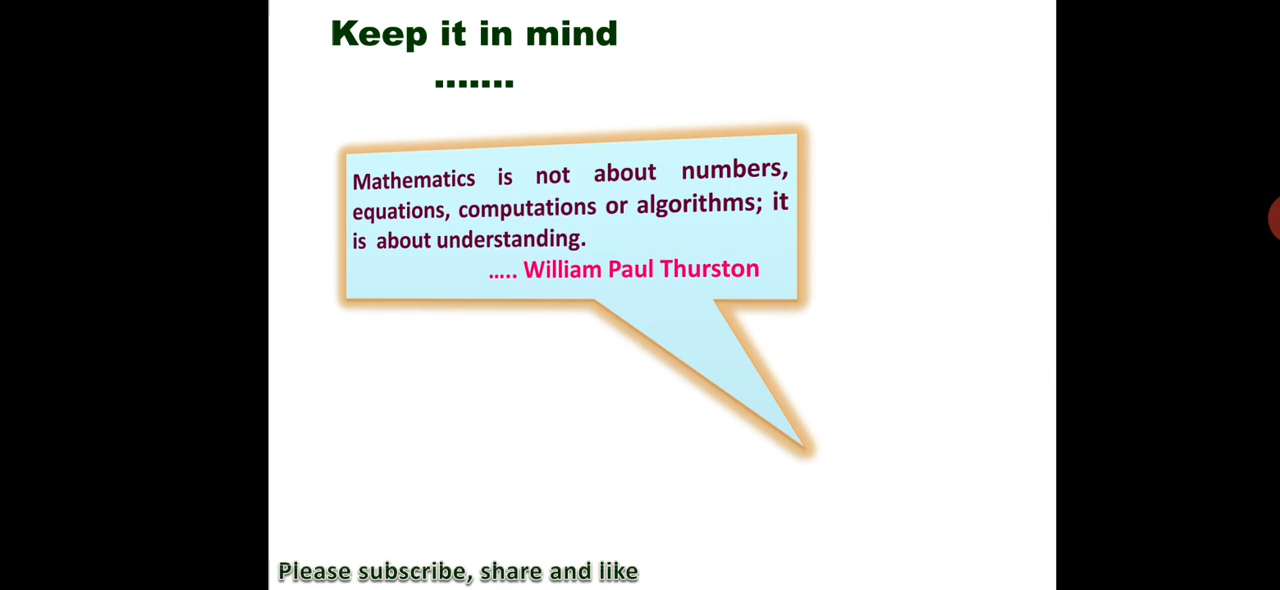 Keep it in mind
.......
Mathematics is not about numbers,
equations, computations or algorithms; it
is about understanding.
..... William Paul Thurston
Please subscribe, share and like